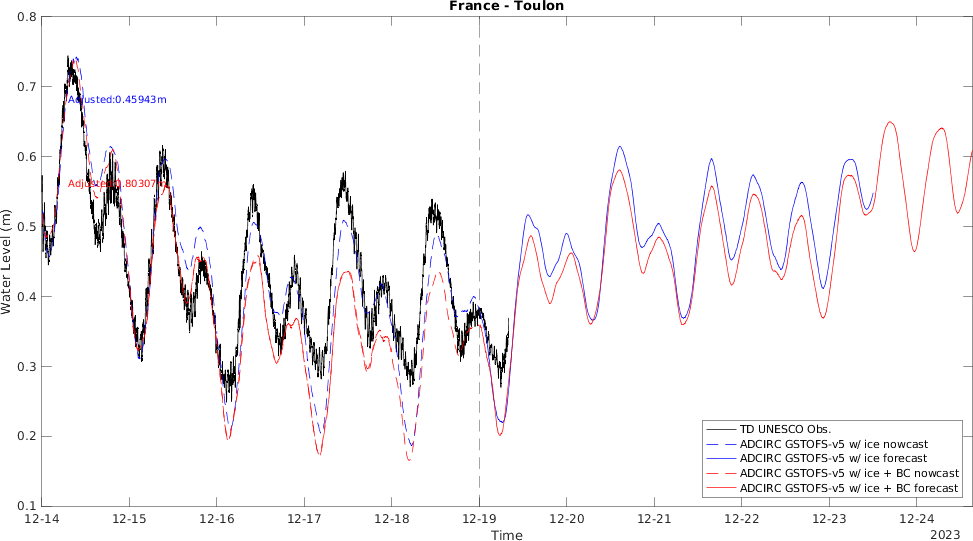 France - Toulon
Water Level (m)
0.8
0.7
0.6
0.5
0.4
0.3
0.2
0.1
Adjusted:0.45943m
Adjusted:0.80307m
TD UNESCO Obs.
ADCIRC GSTOFS-v5 w/ ice nowcast
ADCIRC GSTOFS-v5 w/ ice forecast
ADCIRC GSTOFS-v5 w/ ice + BC nowcast
ADCIRC GSTOFS-v5 w/ ice + BC forecast
12-14 12-15 12-16 12-17 12-18 12-19 12-20 12-21 12-22 12-23 12-24
Time
2023